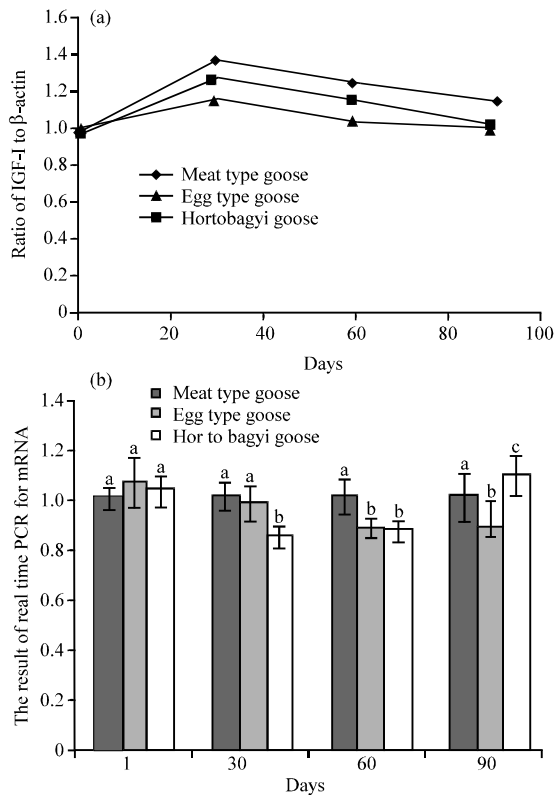 (a)
Ratio of IGF-I to β-actin
1.6
1.4
1.2
1.0
0.8
1.6
1.4
1.2
0
Meat type goose
Egg type goose
Hortobagyi goose
0
20
40
60
80
100
Days
(b)
Meat type goose
Egg type goose
Hor to bagyi goose
The result of real time PCR for mRNA
1.4
1.2
1.0
0.8
0.6
0.4
0.2
0
a a a
a a b
a b b
a b c
1
30
60
90
Days